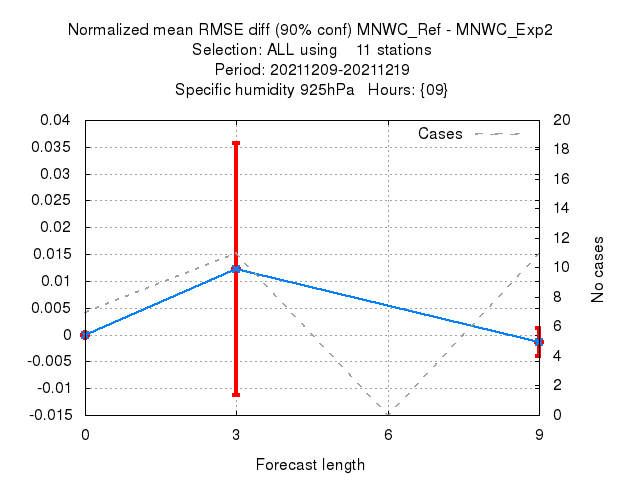 Normalized mean RMSE diff (90% conf) MNWC_Ref - MNWC_Exp2
Selection: ALL using    11 stations
Period: 20211209-20211219
Specific humidity 925hPa   Hours: {09}
Cases
0.04
0.035
0.03
0.025
0.02
0.015
0.01
0.005
0
-0.005
-0.01
-0.015
20
18
16
14
12
10
8
6
4
2
0
No cases
0 3 6 9
Forecast length